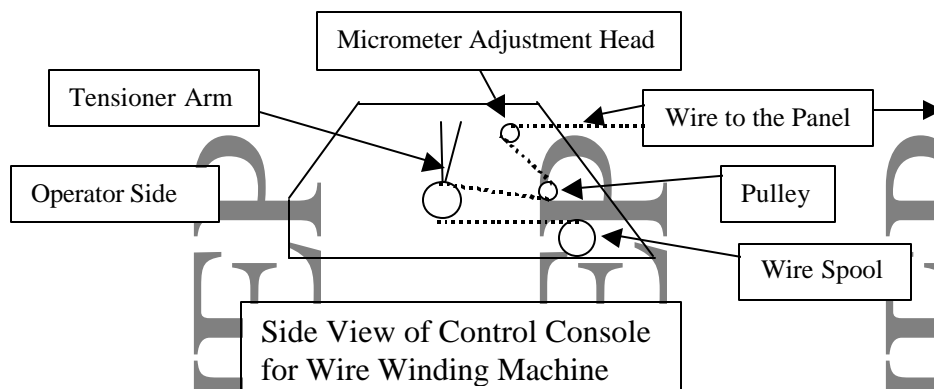 Micrometer Adjustment Head
Tensioner Arm
Wire to the Panel
Operator Side
Pulley
Wire Spool
Side View of Control Console
for Wire Winding Machine